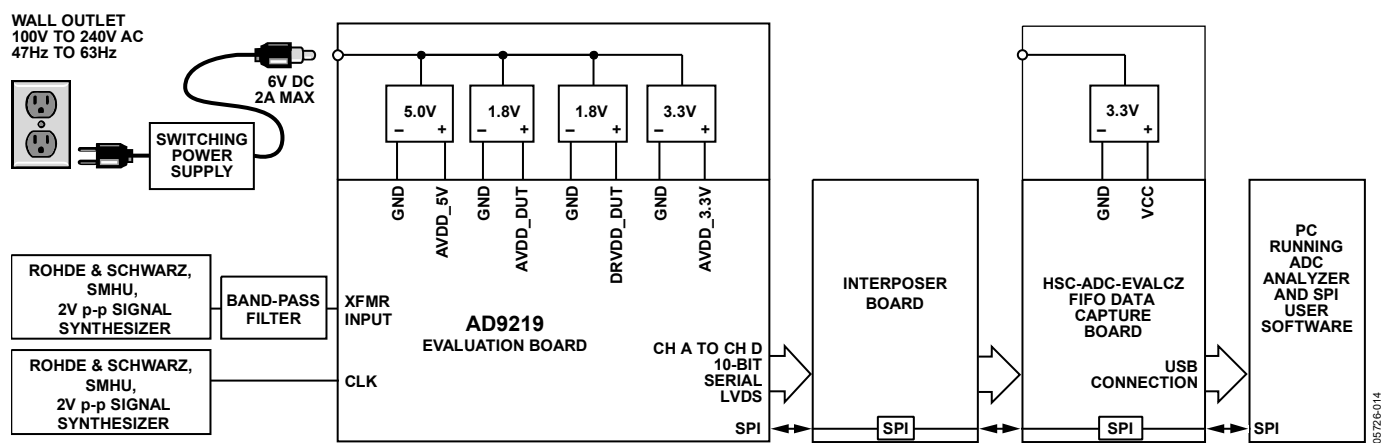 WALL OUTLET
100V TO 240V AC
47Hz TO 63Hz
6V DC
2A MAX
SWITCHING
POWER
SUPPLY
5.0V
– +
1.8V
– +
1.8V
– +
3.3V
– +
GND
AVDD_5V
GND
AVDD_DUT
GND
DRVDD_DUT
GND
AVDD_3.3V
3.3V
– +
GND
VCC
ROHDE & SCHWARZ,
SMHU,
2V p-p SIGNAL
SYNTHESIZER
BAND-PASS
FILTER
XFMR
INPUT
ROHDE & SCHWARZ,
SMHU,
2V p-p SIGNAL
SYNTHESIZER
CLK
AD9219
EVALUATION BOARD
CH A TO CH D
10-BIT
SERIAL
LVDS
SPI
INTERPOSER
BOARD
SPI
HSC-ADC-EVALCZ
FIFO DATA
CAPTURE
BOARD
USB
CONNECTION
SPI
PC
RUNNING
ADC
ANALYZER
AND SPI
USER
SOFTWARE
SPI
05726-014